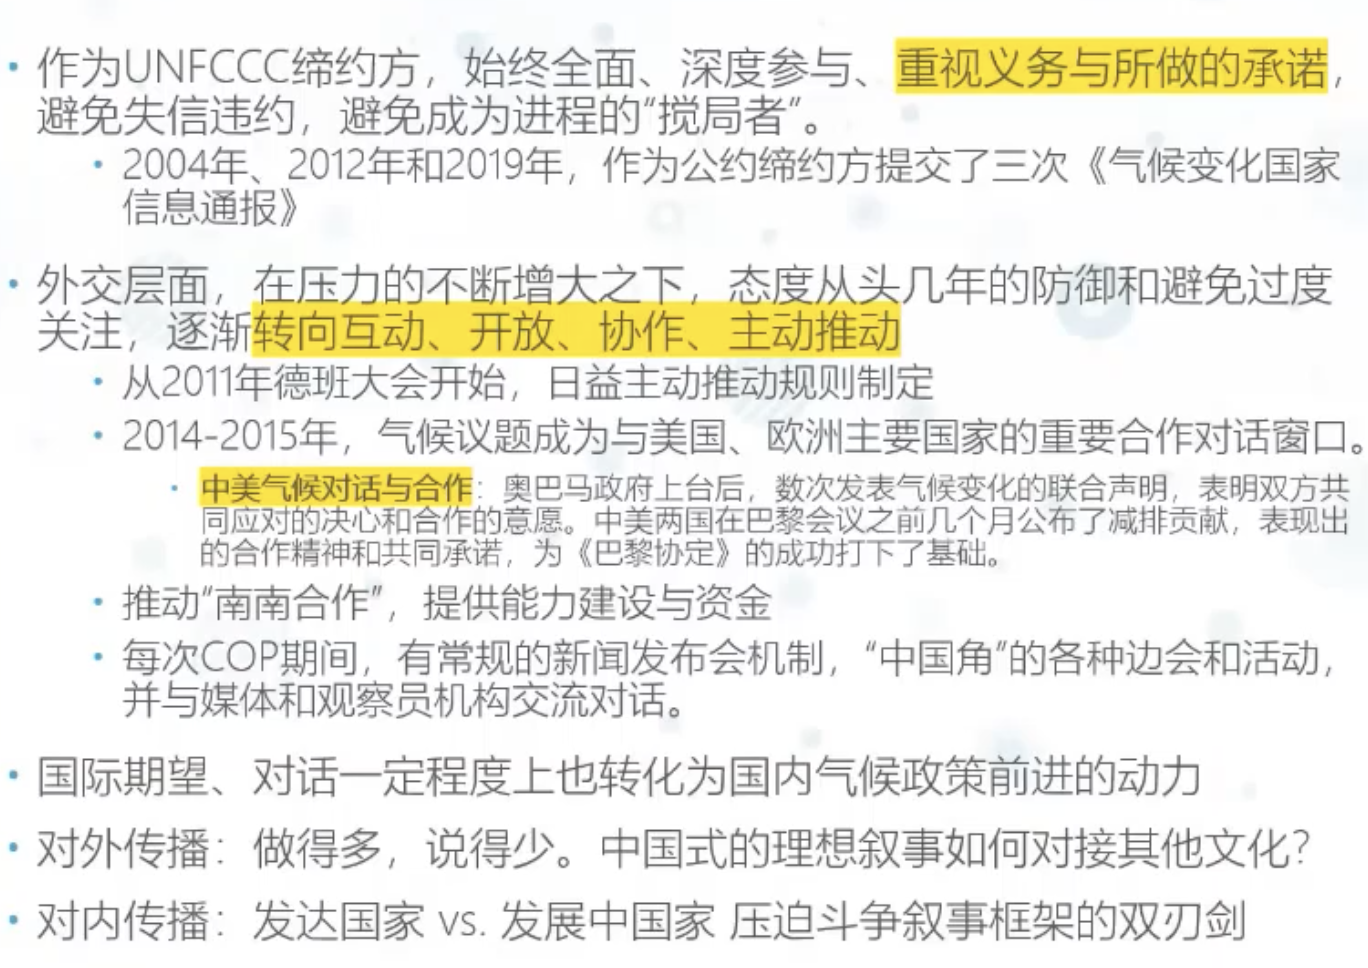 • 作为UNFCCC缔约方，始终全面、深度参与、重视义务与所做的承诺，
避免失信违约，避免成为进程的“搅局者”。
• 2004年、2012年和2019年，作为公约缔约方提交了三次《气候变化国家
信息通报》
• 外交层面，在压力的不断增大之下，态度从头几年的防御和避免过度
关注，逐渐转向互动、开放、协作、主动推动
• 从2011年德班大会开始，日益主动推动规则制定
• 2014-2015年，气候议题成为与美国、欧洲主要国家的重要合作对话窗口。
• 中美气候对话与合作：奥巴马政府上台后，数次发表气候变化的联合声明，表明双方共
同应对的决心和合作的意愿。中美两国在巴黎会议之前几个月公布了减排贡献，表现出
的合作精神和共同承诺，为《巴黎协定》的成功打下了基础。
• 推动“南南合作”，提供能力建设与资金
• 每次COP期间，有常规的新闻发布会机制，“中国角”的各种边会和活动，
并与媒体和观察员机构交流对话。
• 国际期望、对话一定程度上也转化为国内气候政策前进的动力
• 对外传播：做得多，说得少。中国式的理想叙事如何对接其他文化？
• 对内传播：发达国家 vs. 发展中国家 压迫斗争叙事框架的双刃剑